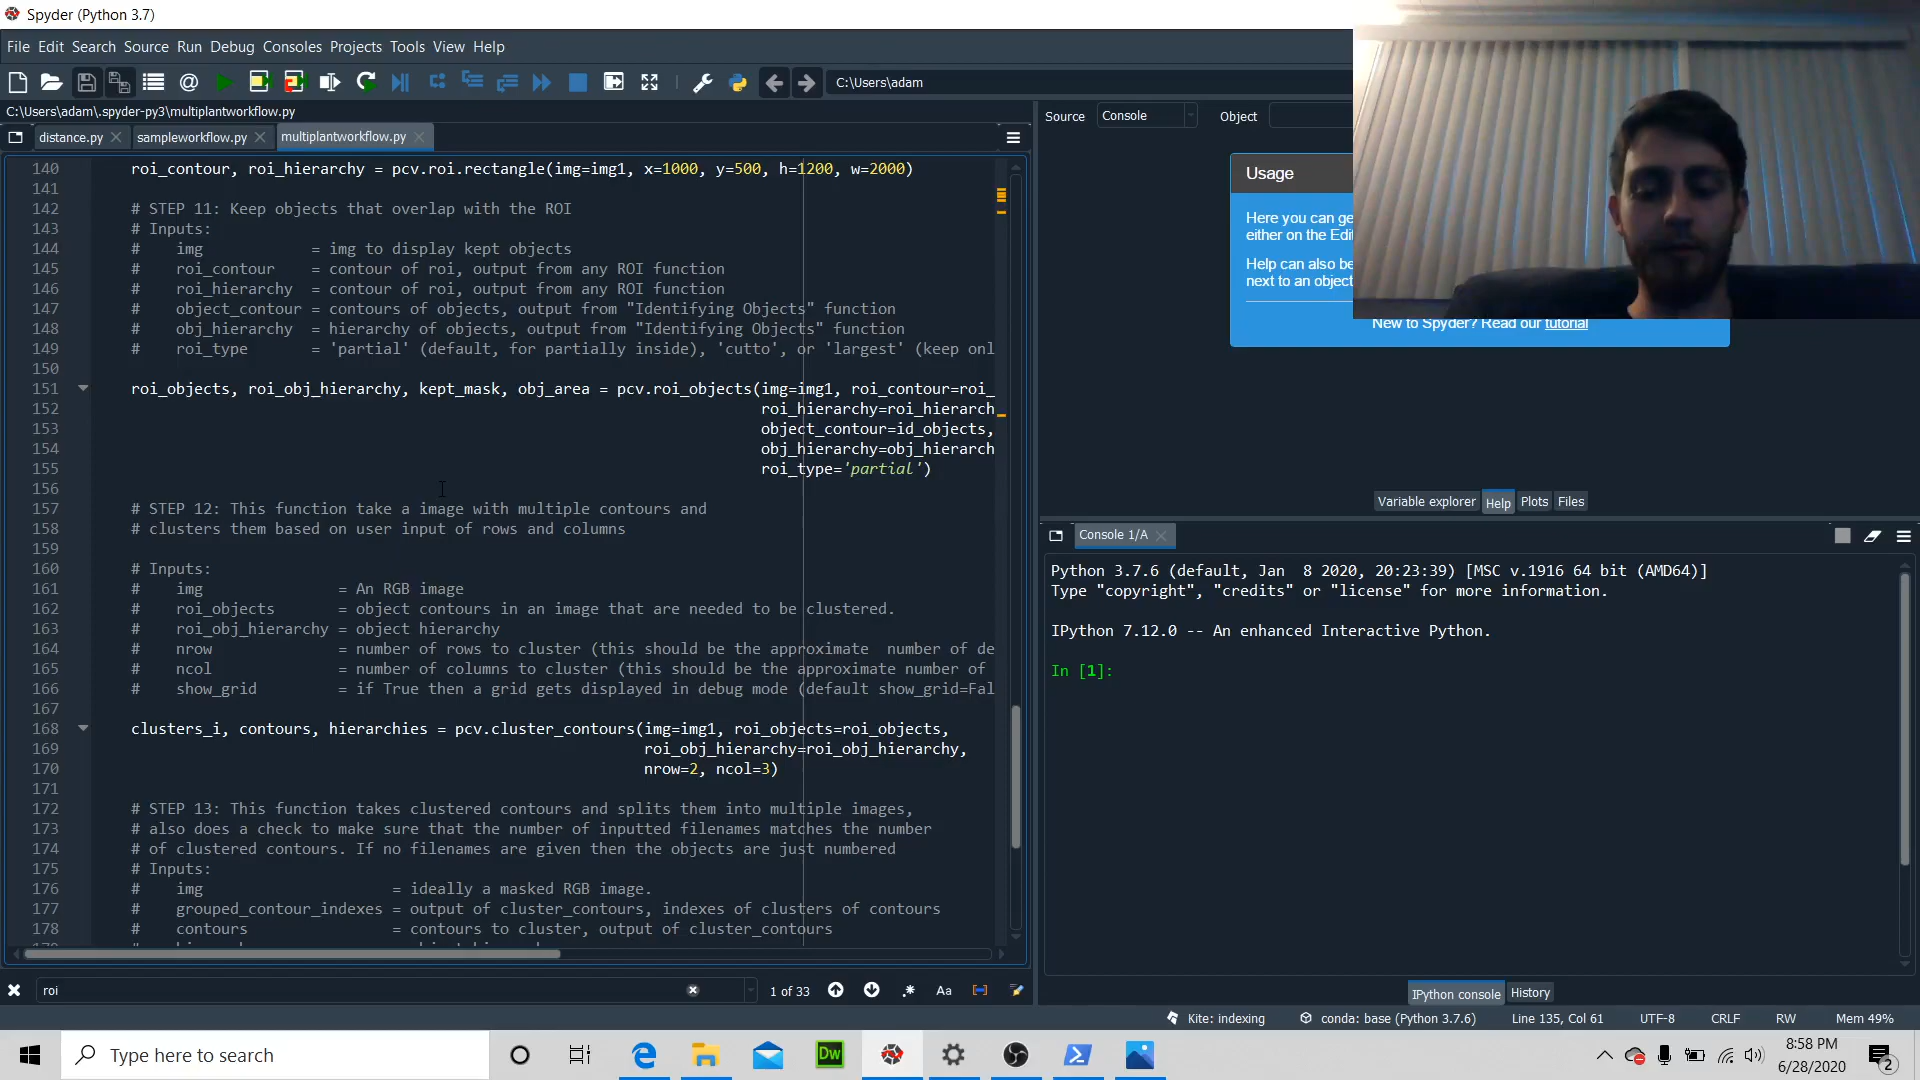 Spyder (Python 3.7)
File Edit Search Source Run Debug Consoles Projects Tools View Help
C:\Users\adam
C:\Users\adam\.spyder-py3\multiplantworkflow.py
distance.py sampleworkflow.py multiplantworkflow.py
140 roi_contour, roi_hierarchy = pcv.roi.rectangle(img=img1, x=1000, y=500, h=1200, w=2000)
141
142 # STEP 11: Keep objects that overlap with the ROI
143 # Inputs:
144 # img = img to display kept objects
145 # roi_contour = contour of roi, output from any ROI function
146 # roi_hierarchy = contour of roi, output from any ROI function
147 # object_contour = contours of objects, output from "Identifying Objects" function
148 # obj_hierarchy = hierarchy of objects, output from "Identifying Objects" function
149 # roi_type = 'partial' (default, for partially inside), 'cutto', or 'largest' (keep onl
150
151 roi_objects, roi_obj_hierarchy, kept_mask, obj_area = pcv.roi_objects(img=img1, roi_contour=roi_
152 roi_hierarchy=roi_hierarch
153 object_contour=id_objects,
154 obj_hierarchy=obj_hierarch
155 roi_type='partial')
156
157 # STEP 12: This function take a image with multiple contours and
158 # clusters them based on user input of rows and columns
159
160 # Inputs:
161 # img = An RGB image
162 # roi_objects = object contours in an image that are needed to be clustered.
163 # roi_obj_hierarchy = object hierarchy
164 # nrow = number of rows to cluster (this should be the approximate  number of de
165 # ncol = number of columns to cluster (this should be the approximate number of
166 # show_grid = if True then a grid gets displayed in debug mode (default show_grid=Fal
167
168 clusters_i, contours, hierarchies = pcv.cluster_contours(img=img1, roi_objects=roi_objects,
169 roi_obj_hierarchy=roi_obj_hierarchy,
170 nrow=2, ncol=3)
171
172 # STEP 13: This function takes clustered contours and splits them into multiple images,
173 # also does a check to make sure that the number of inputted filenames matches the number
174 # of clustered contours. If no filenames are given then the objects are just numbered
175 # Inputs:
176 # img = ideally a masked RGB image.
177 # grouped_contour_indexes = output of cluster_contours, indexes of clusters of contours
178 # contours = contours to cluster, output of cluster_contours
roi 1 of 33 .* Aa
Source Console Object
Usage
Here you can ge
either on the Edit
Help can also be
next to an object
New to Spyder? Read our tutorial
Variable explorer Help Plots Files
Console 1/A
Python 3.7.6 (default, Jan  8 2020, 20:23:39) [MSC v.1916 64 bit (AMD64)]
Type "copyright", "credits" or "license" for more information.
IPython 7.12.0 -- An enhanced Interactive Python.
In [1]:
IPython console History
Kite: indexing conda: base (Python 3.7.6) Line 135, Col 61 UTF-8 CRLF RW Mem 49%
Type here to search
Dw
8:58 PM
6/28/2020
2